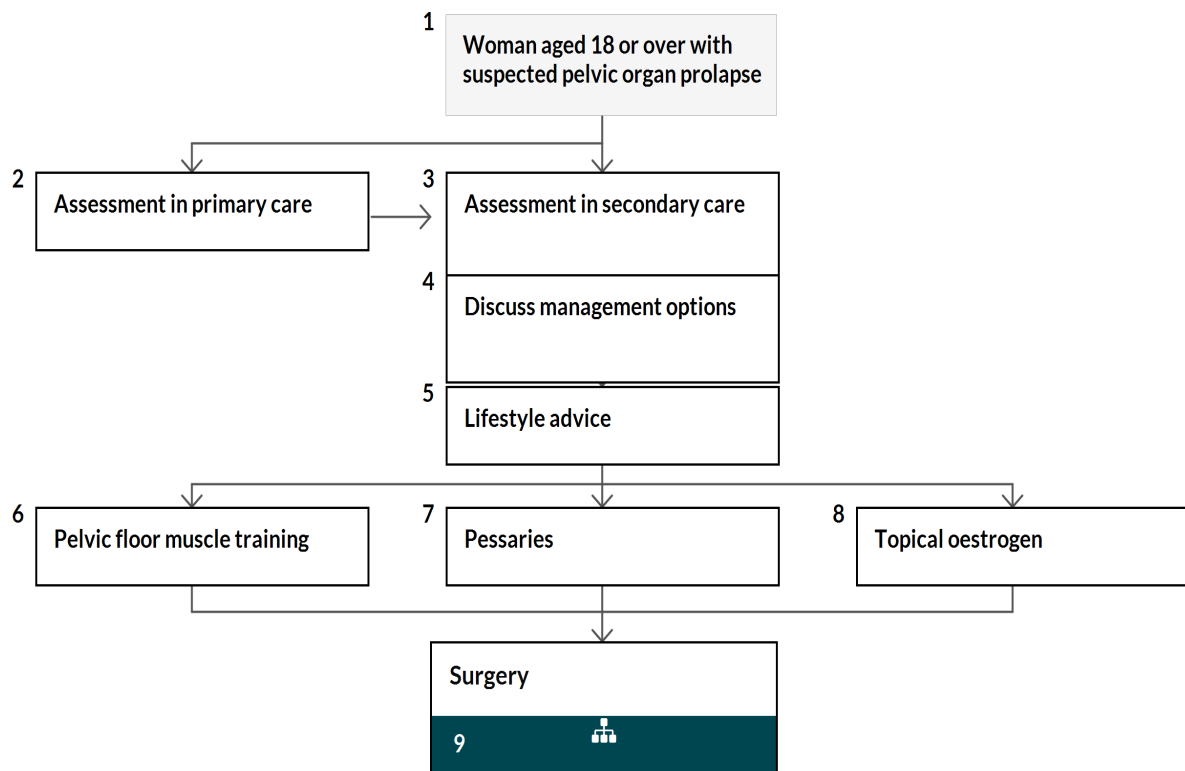 1
Woman aged 18 or over with
suspected pelvic organ prolapse
2
Assessment in primary care
3
Assessment in secondary care
4
Discuss management options
5
Lifestyle advice
6
Pelvic floor muscle training
7
Pessaries
8
Topical oestrogen
Surgery
9